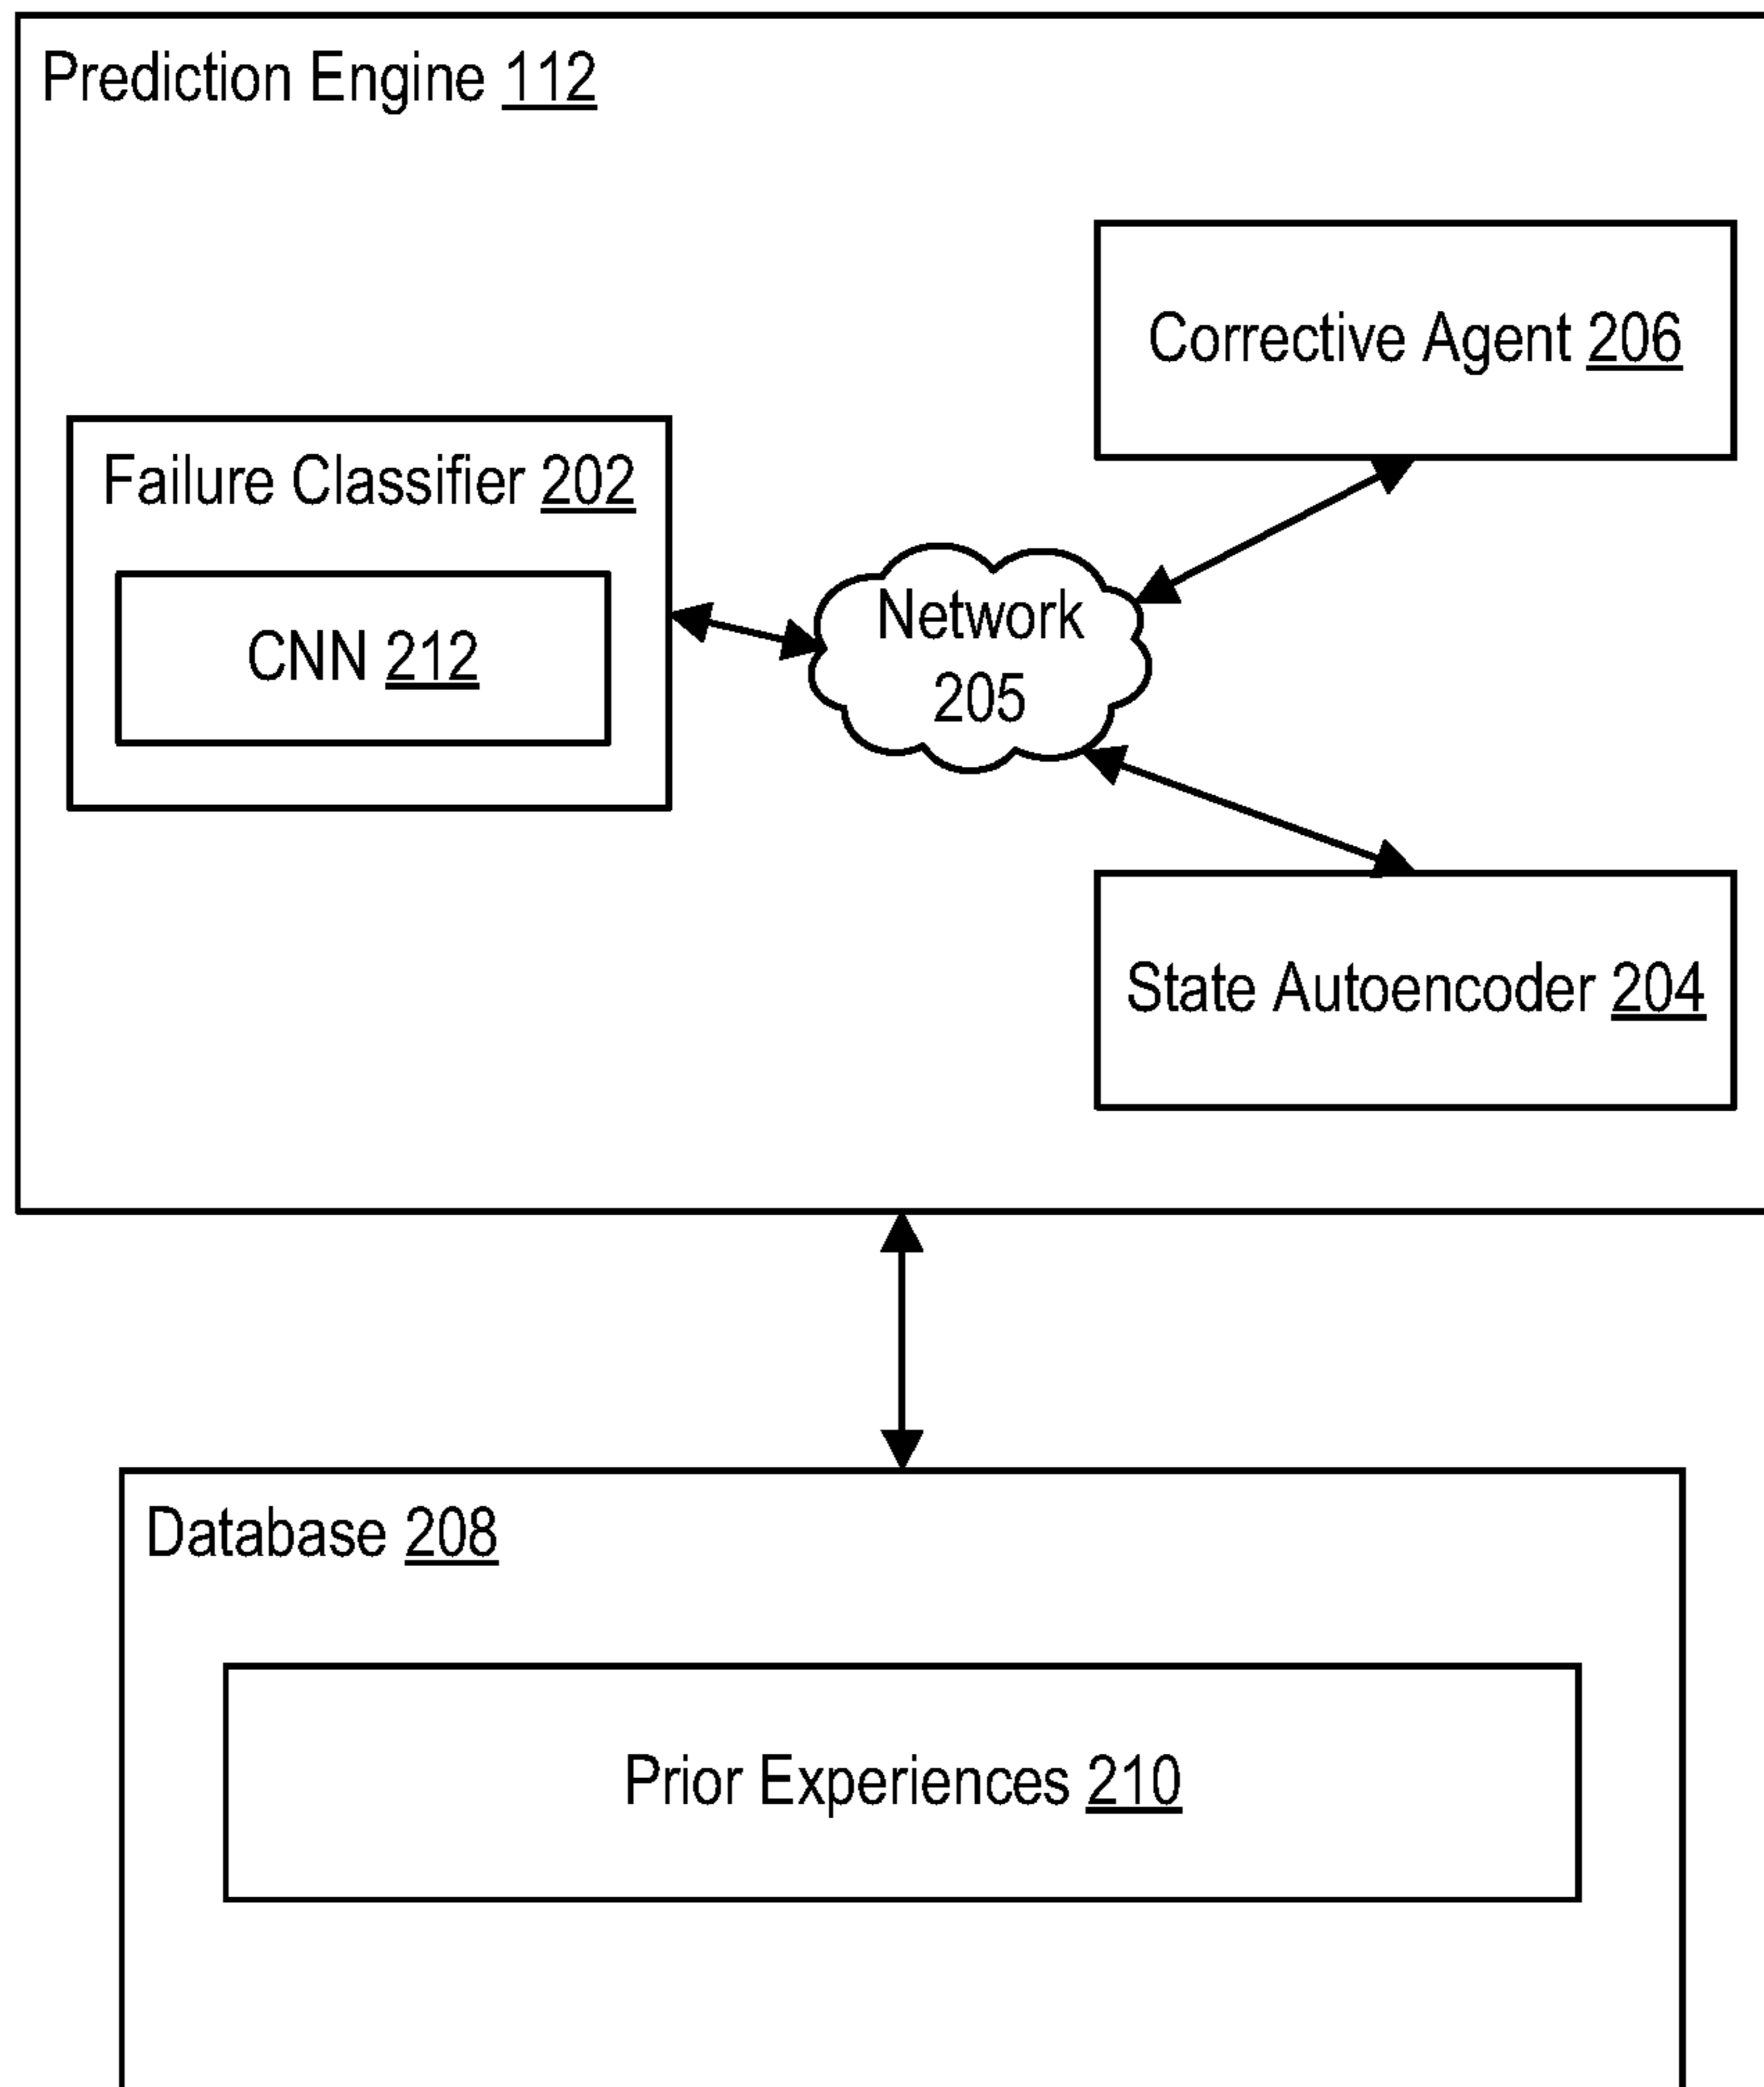 Prediction Engine 112
Corrective Agent 206
Failure Classifier 202
CNN 212
Network
205
State Autoencoder 204
Database 208
Prior Experiences 210